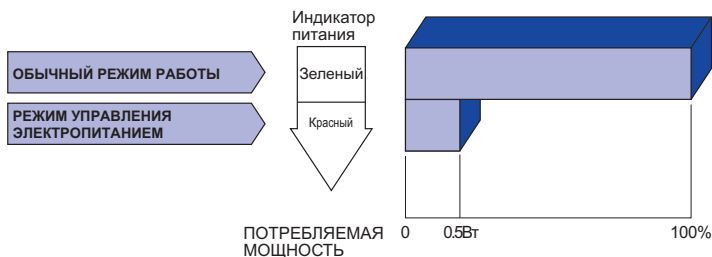 Индикатор
питания
ОБЫЧНЫЙ РЕЖИМ РАБОТЫ
Зеленый
РЕЖИМ УПРАВЛЕНИЯ
ЭЛЕКТРОПИТАНИЕМ
Красный
ПОТРЕБЛЯЕМАЯ
МОЩНОСТЬ
0 0.5Вт 100%